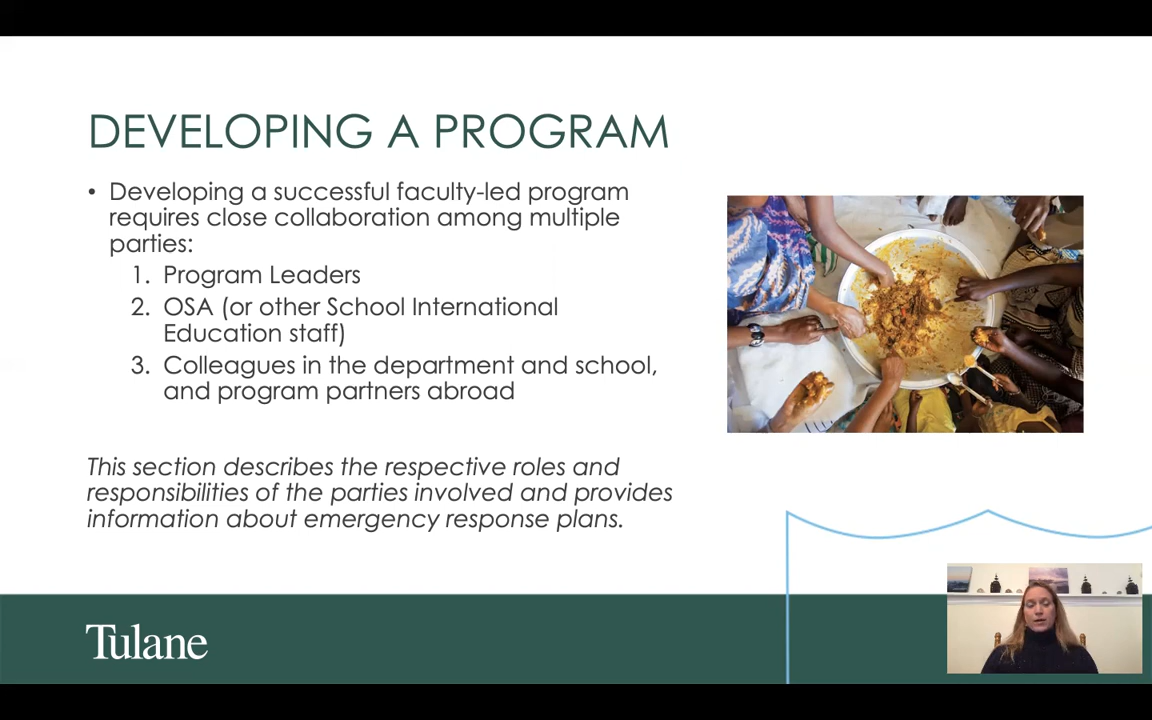 DEVELOPING A PROGRAM
• Developing a successful faculty-led program
requires close collaboration among multiple
parties:
1. Program Leaders
2. OSA (or other School International
Education staff)
3. Colleagues in the department and school,
and program partners abroad
This section describes the respective roles and
responsibilities of the parties involved and provides
information about emergency response plans.
Tulane